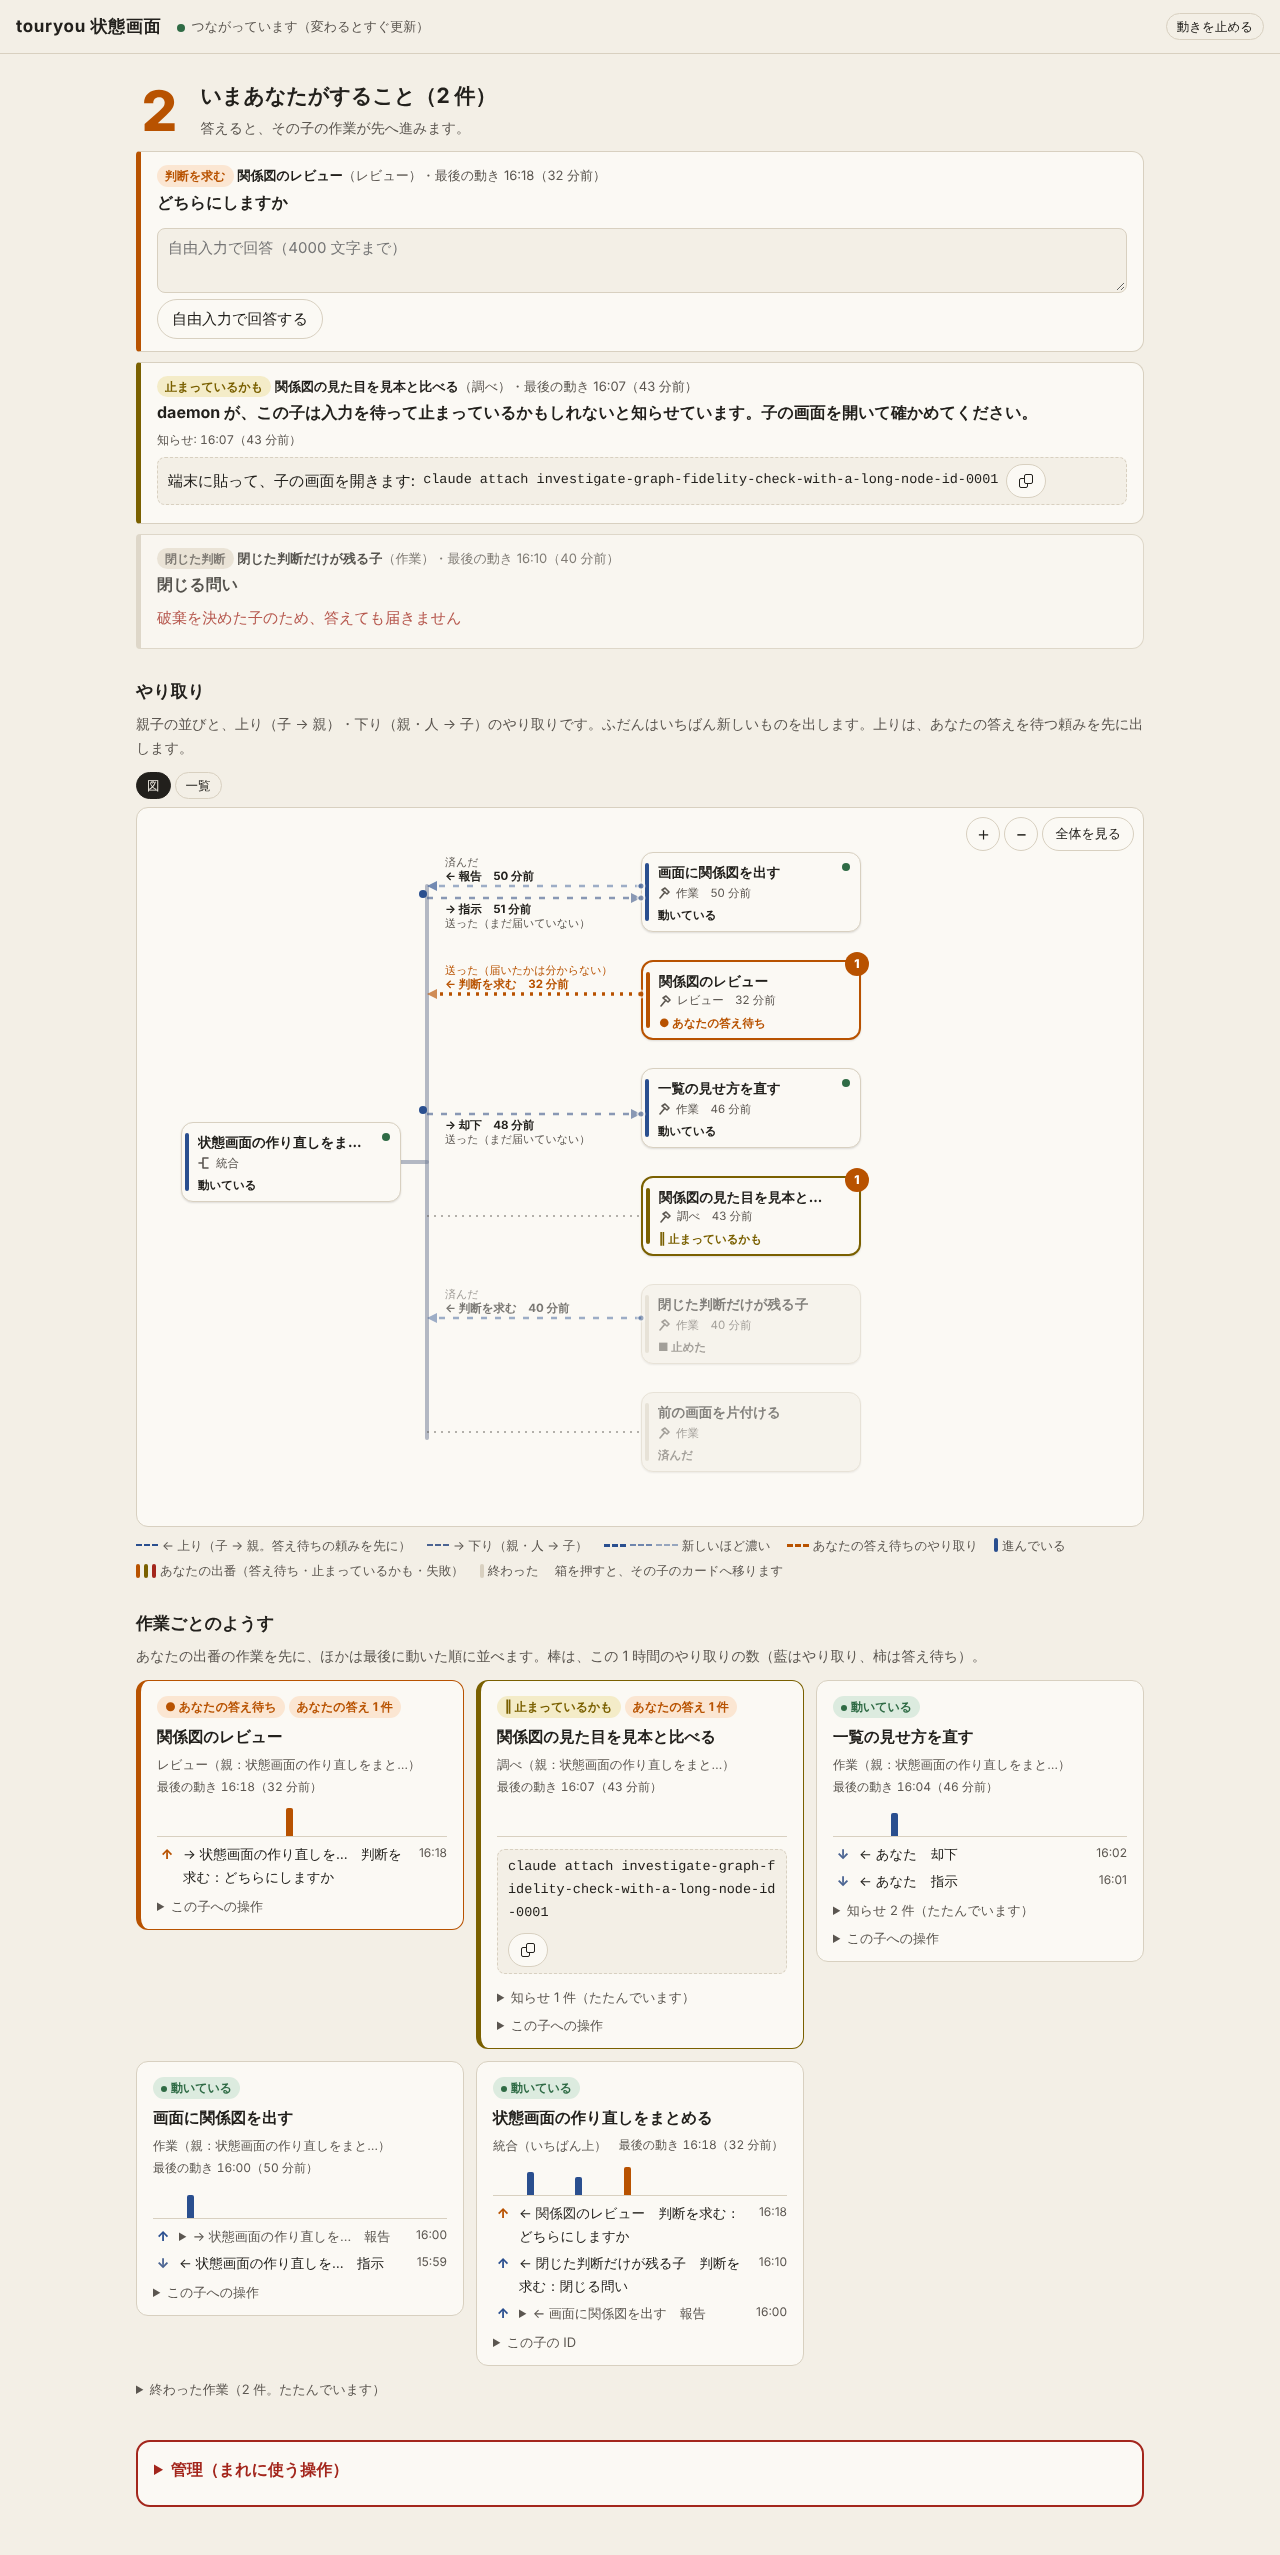 touryou 状態画面
つながっています（変わるとすぐ更新）
動きを止める
2
いまあなたがすること（2 件）
答えると、その子の作業が先へ進みます。
判断を求む 関係図のレビュー（レビュー）・最後の動き 16:18（32 分前）
どちらにしますか
自由入力で回答（4000 文字まで）
自由入力で回答する
止まっているかも 関係図の見た目を見本と比べる（調べ）・最後の動き 16:07（43 分前）
daemon が、この子は入力を待って止まっているかもしれないと知らせています。子の画面を開いて確かめてください。
知らせ: 16:07（43 分前）
端末に貼って、子の画面を開きます: claude attach investigate-graph-fidelity-check-with-a-long-node-id-0001
閉じた判断 閉じた判断だけが残る子（作業）・最後の動き 16:10（40 分前）
閉じる問い
破棄を決めた子のため、答えても届きません
やり取り
親子の並びと、上り（子 → 親）・下り（親・人 → 子）のやり取りです。ふだんはいちばん新しいものを出します。上りは、あなたの答えを待つ頼みを先に出
します。
図 一覧
＋ − 全体を見る
済んだ
← 報告 50 分前
→ 指示 51 分前
送った（まだ届いていない）
画面に関係図を出す
作業 50 分前
動いている
送った（届いたかは分からない）
← 判断を求む 32 分前
1
関係図のレビュー
レビュー 32 分前
● あなたの答え待ち
→ 却下 48 分前
送った（まだ届いていない）
一覧の見せ方を直す
作業 46 分前
動いている
状態画面の作り直しをま…
統合
動いている
1
関係図の見た目を見本と…
調べ 43 分前
‖ 止まっているかも
済んだ
← 判断を求む 40 分前
閉じた判断だけが残る子
作業 40 分前
■ 止めた
前の画面を片付ける
作業
済んだ
← 上り（子 → 親。答え待ちの頼みを先に） → 下り（親・人 → 子） 新しいほど濃い あなたの答え待ちのやり取り 進んでいる
あなたの出番（答え待ち・止まっているかも・失敗） 終わった 箱を押すと、その子のカードへ移ります
作業ごとのようす
あなたの出番の作業を先に、ほかは最後に動いた順に並べます。棒は、この 1 時間のやり取りの数（藍はやり取り、柿は答え待ち）。
● あなたの答え待ち あなたの答え 1 件
関係図のレビュー
レビュー（親：状態画面の作り直しをまと…）
最後の動き 16:18（32 分前）
↑ → 状態画面の作り直しを… 判断を 16:18
求む：どちらにしますか
▶ この子への操作
‖ 止まっているかも あなたの答え 1 件
関係図の見た目を見本と比べる
調べ（親：状態画面の作り直しをまと…）
最後の動き 16:07（43 分前）
claude attach investigate-graph-f
idelity-check-with-a-long-node-id
-0001
▶ 知らせ 1 件（たたんでいます）
▶ この子への操作
● 動いている
一覧の見せ方を直す
作業（親：状態画面の作り直しをまと…）
最後の動き 16:04（46 分前）
↓ ← あなた 却下 16:02
↓ ← あなた 指示 16:01
▶ 知らせ 2 件（たたんでいます）
▶ この子への操作
● 動いている
画面に関係図を出す
作業（親：状態画面の作り直しをまと…）
最後の動き 16:00（50 分前）
↑ ▶ → 状態画面の作り直しを… 報告 16:00
↓ ← 状態画面の作り直しを… 指示 15:59
▶ この子への操作
● 動いている
状態画面の作り直しをまとめる
統合（いちばん上） 最後の動き 16:18（32 分前）
↑ ← 関係図のレビュー 判断を求む： 16:18
どちらにしますか
↑ ← 閉じた判断だけが残る子 判断を 16:10
求む：閉じる問い
↑ ▶ ← 画面に関係図を出す 報告 16:00
▶ この子の ID
▶ 終わった作業（2 件。たたんでいます）
▶ 管理（まれに使う操作）